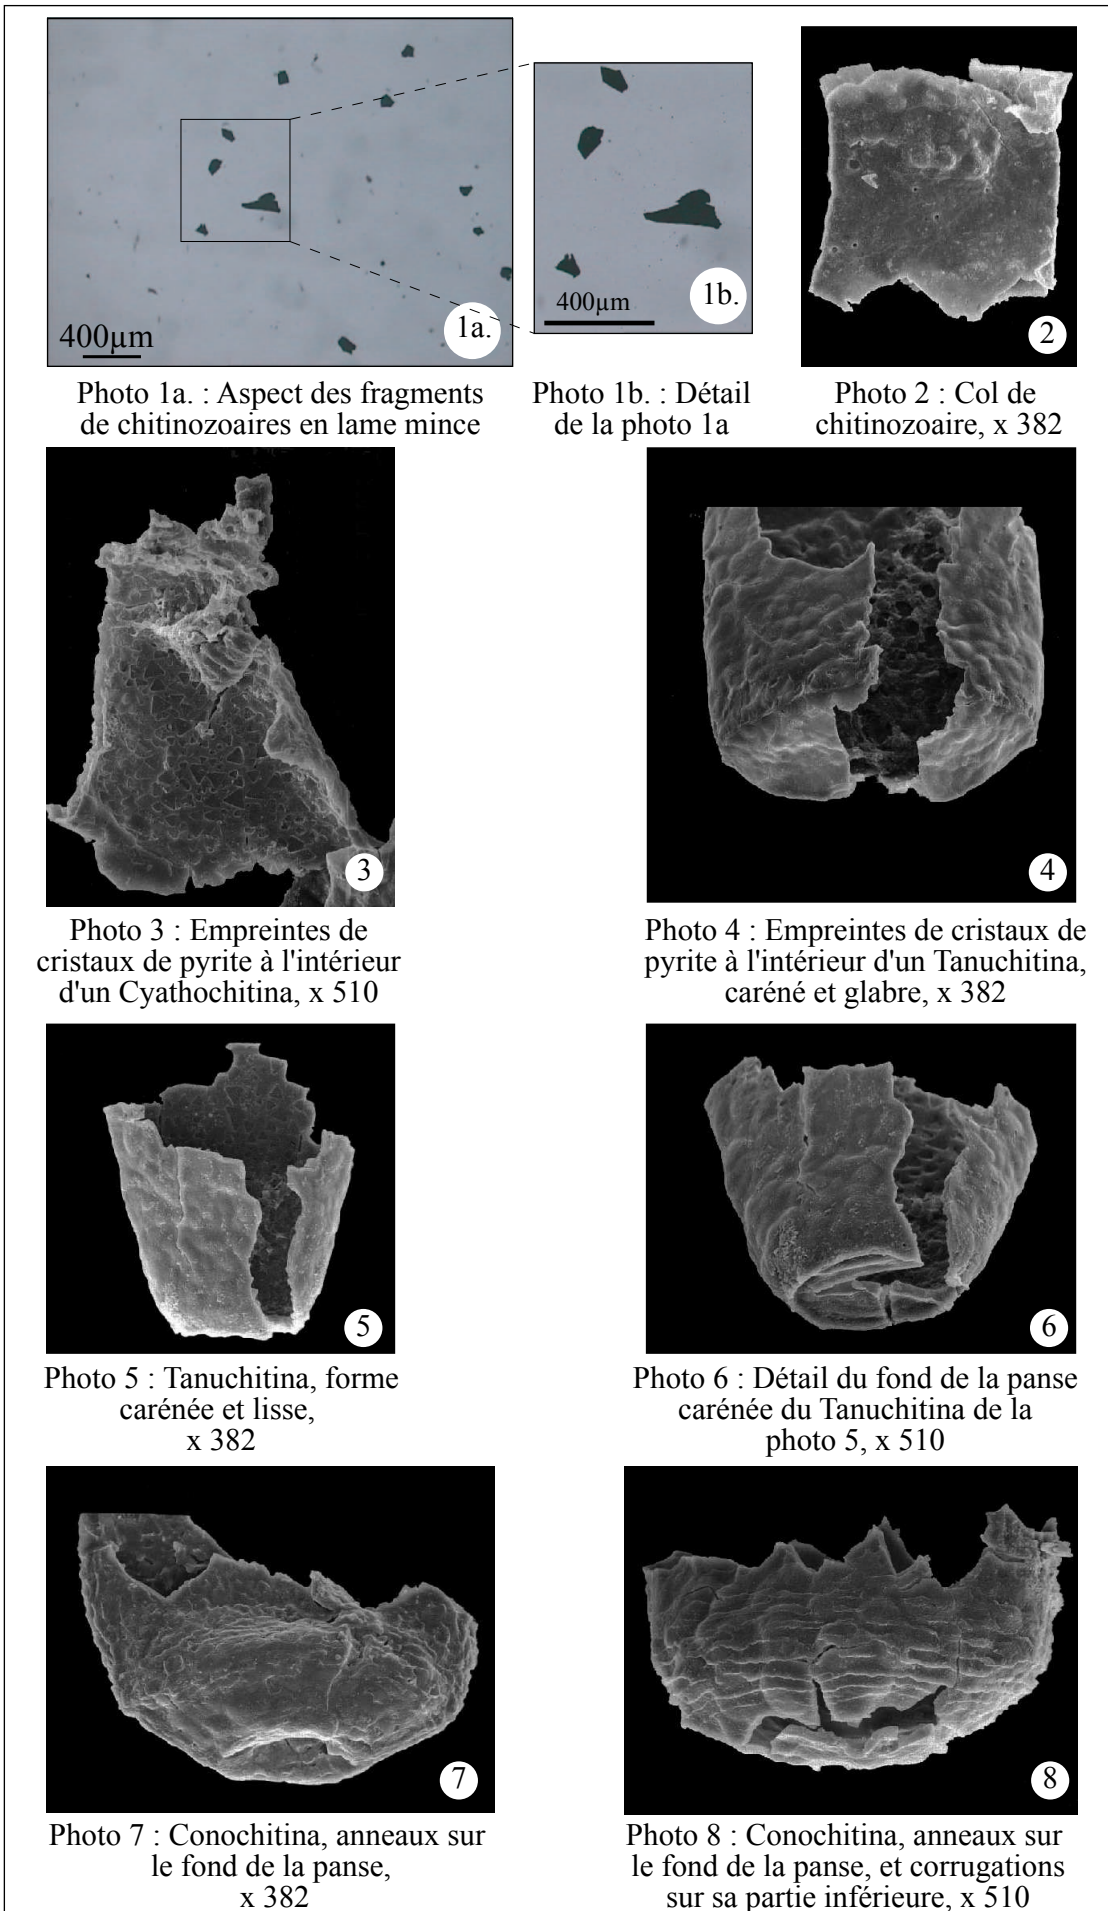 400µm
1a.
400µm
1b.
2
Photo 1a. : Aspect des fragments
de chitinozoaires en lame mince
Photo 1b. : Détail
de la photo 1a
Photo 2 : Col de
chitinozoaire, x 382
3
4
Photo 3 : Empreintes de
cristaux de pyrite à l'intérieur
d'un Cyathochitina, x 510
Photo 4 : Empreintes de cristaux de
pyrite à l'intérieur d'un Tanuchitina,
caréné et glabre, x 382
5
6
Photo 5 : Tanuchitina, forme
carénée et lisse,
x 382
Photo 6 : Détail du fond de la panse
carénée du Tanuchitina de la
photo 5, x 510
7
8
Photo 7 : Conochitina, anneaux sur
le fond de la panse,
x 382
Photo 8 : Conochitina, anneaux sur
le fond de la panse, et corrugations
sur sa partie inférieure, x 510